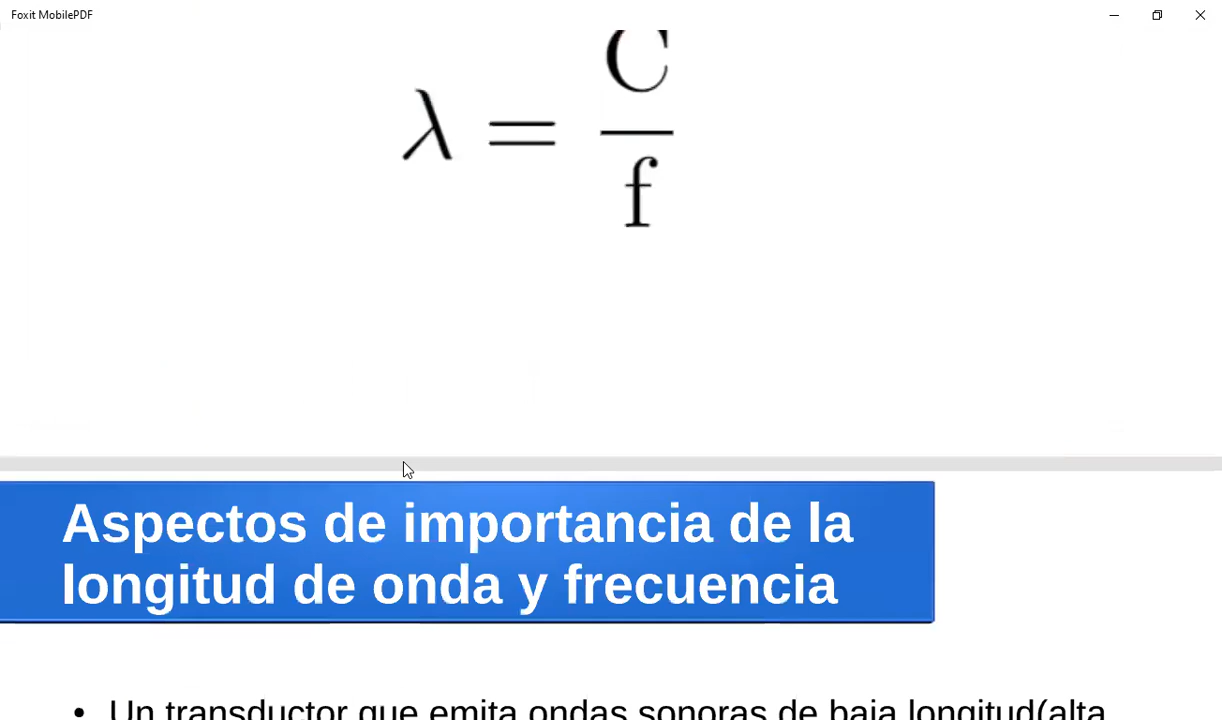 Foxit MobilePDF
λ = C/f
Aspectos de importancia de la
longitud de onda y frecuencia
• Un transductor que emita ondas sonoras de baja longitud(alta